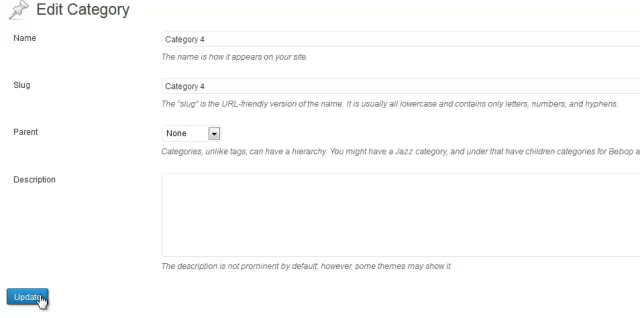 Edit Category
Name
Category 4
The name is how it appears on your site.
Slug
Category 4
The "slug" is the URL-friendly version of the name. It is usually all lowercase and contains only letters, numbers, and hyphens.
Parent
None
Categories, unlike tags, can have a hierarchy. You might have a Jazz category, and under that have children categories for Bebop a
Description
The description is not prominent by default; however, some themes may show it.
Update